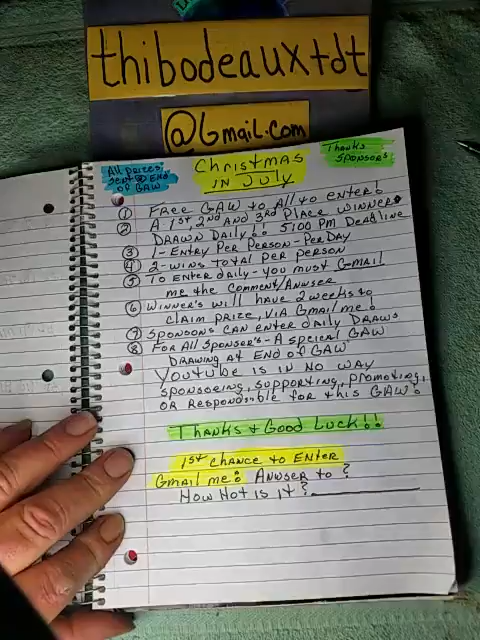 thibodeauxtdt
@Gmail.com
All prizes
sent @ End
of GAW
Christmas
in July
Thanks
Sponsors
① Free GAW to All to enter!
② A 1st, 2nd and 3rd Place Winners
Drawn Daily!! 5:00 PM Deadline
③ 1-Entry Per Person-Per Day
④ 2-wins total per person
⑤ To enter daily-you must Gmail
me the comment/Anwser
⑥ Winner's will have 2 weeks to
claim prize, via Gmail me!
⑦ Sponsons can enter daily Draws
⑧ For All Sponser's-A special GAW
Drawing at End of GAW
YouTube is in no way
sponsoring, supporting, promoting,
or responsible for this GAW!
Thanks & Good Luck!!
1st chance to Enter
Gmail me: Anwser to?
How Hot is it?